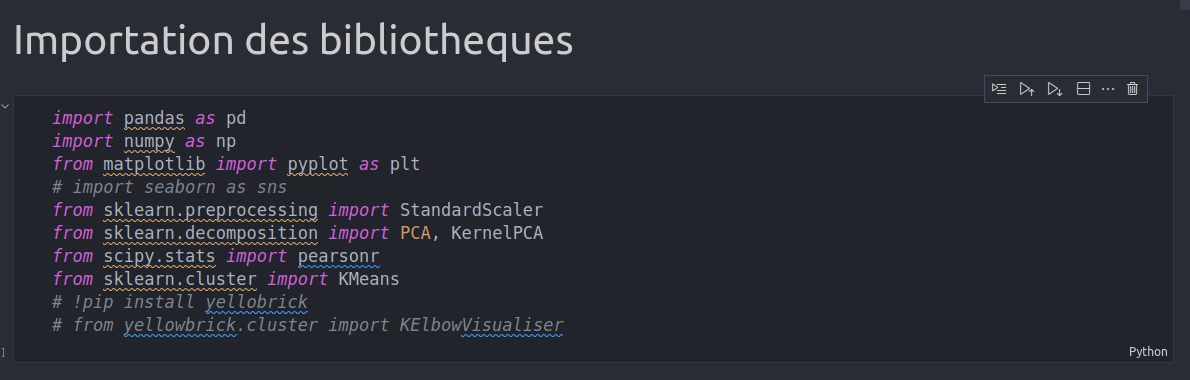 Importation des bibliotheques
import pandas as pd
import numpy as np
from matplotlib import pyplot as plt
# import seaborn as sns
from sklearn.preprocessing import StandardScaler
from sklearn.decomposition import PCA, KernelPCA
from scipy.stats import pearsonr
from sklearn.cluster import KMeans
# !pip install yellobrick
# from yellowbrick.cluster import KElbowVisualiser
]
Python